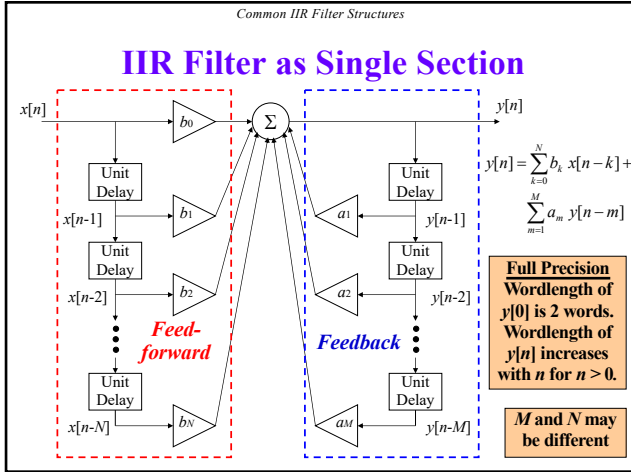 Common IIR Filter Structures
IIR Filter as Single Section
x[n]
b0
Σ
y[n]
Unit
Delay
x[n-1]
b1
a1
Unit
Delay
y[n-1]
Unit
Delay
x[n-2]
b2
a2
Unit
Delay
y[n-2]
Feed-
forward
Feedback
Unit
Delay
x[n-N]
bN
aM
Unit
Delay
y[n-M]
y[n] = ∑_{k=0}^{N} b_k x[n−k] +
∑_{m=1}^{M} a_m y[n−m]
Full Precision
Wordlength of
y[0] is 2 words.
Wordlength of
y[n] increases
with n for n > 0.
M and N may
be different